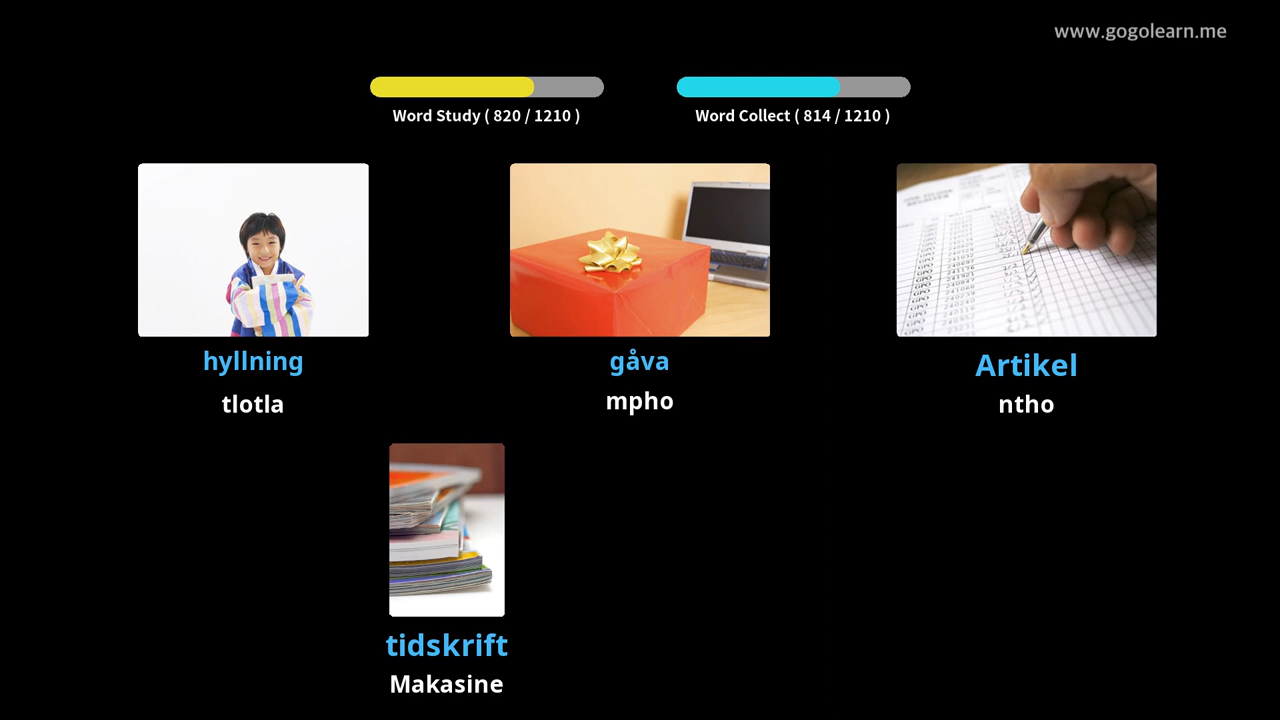 www.gogolearn.me
Word Study ( 820 / 1210 )
Word Collect ( 814 / 1210 )
hyllning
tlotla
gåva
mpho
Artikel
ntho
tidskrift
Makasine